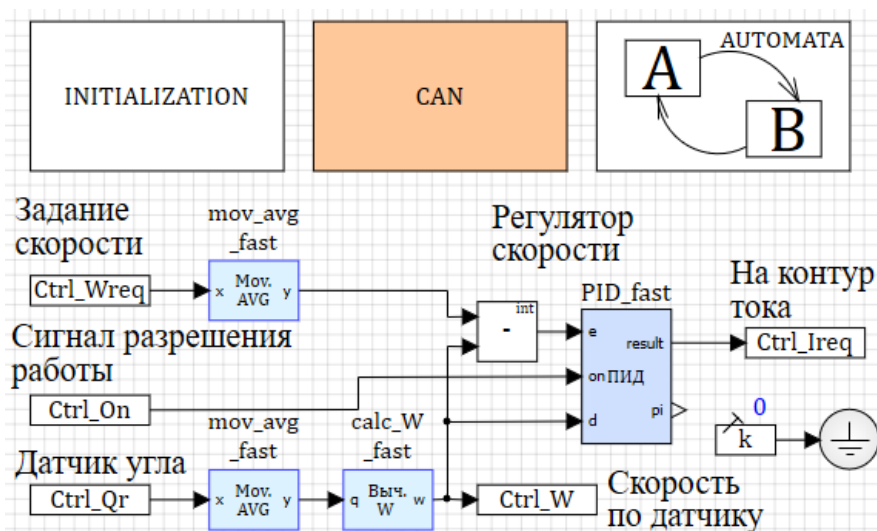 INITIALIZATION
CAN
AUTOMATA
A
B
Задание
скорости
mov_avg
_fast
Ctrl_Wreq
x Mov. y
AVG
Регулятор
скорости
int
-
PID_fast
e
result
on ПИД
d
pi
На контур
тока
Ctrl_Ireq
Сигнал разрешения
работы
Ctrl_On
0
k
mov_avg
_fast
calc_W
_fast
Датчик угла
Ctrl_Qr
x Mov. y
AVG
q Выч. w
W
Ctrl_W
Скорость
по датчику